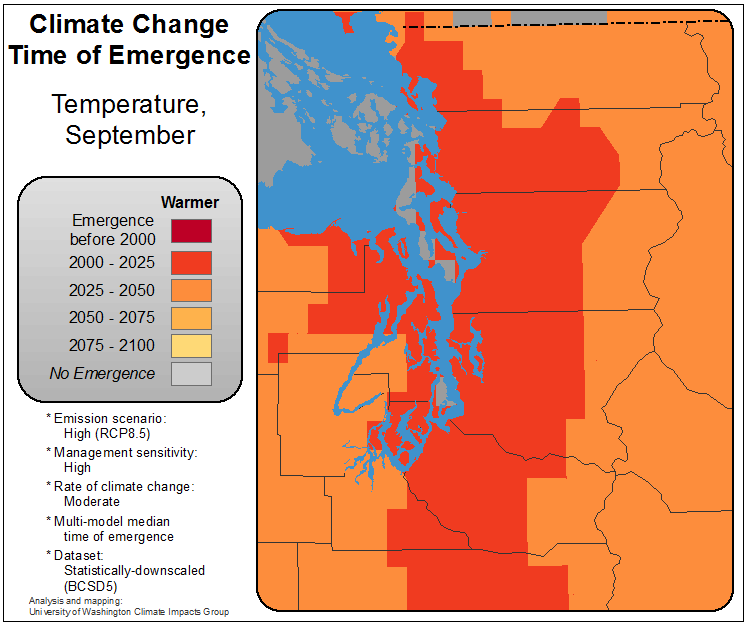 Climate Change
Time of Emergence
Temperature,
September
Warmer
Emergence
before 2000
2000 - 2025
2025 - 2050
2050 - 2075
2075 - 2100
No Emergence
* Emission scenario:
High (RCP8.5)
* Management sensitivity:
High
* Rate of climate change:
Moderate
* Multi-model median
time of emergence
* Dataset:
Statistically-downscaled
(BCSD5)
Analysis and mapping:
University of Washington Climate Impacts Group